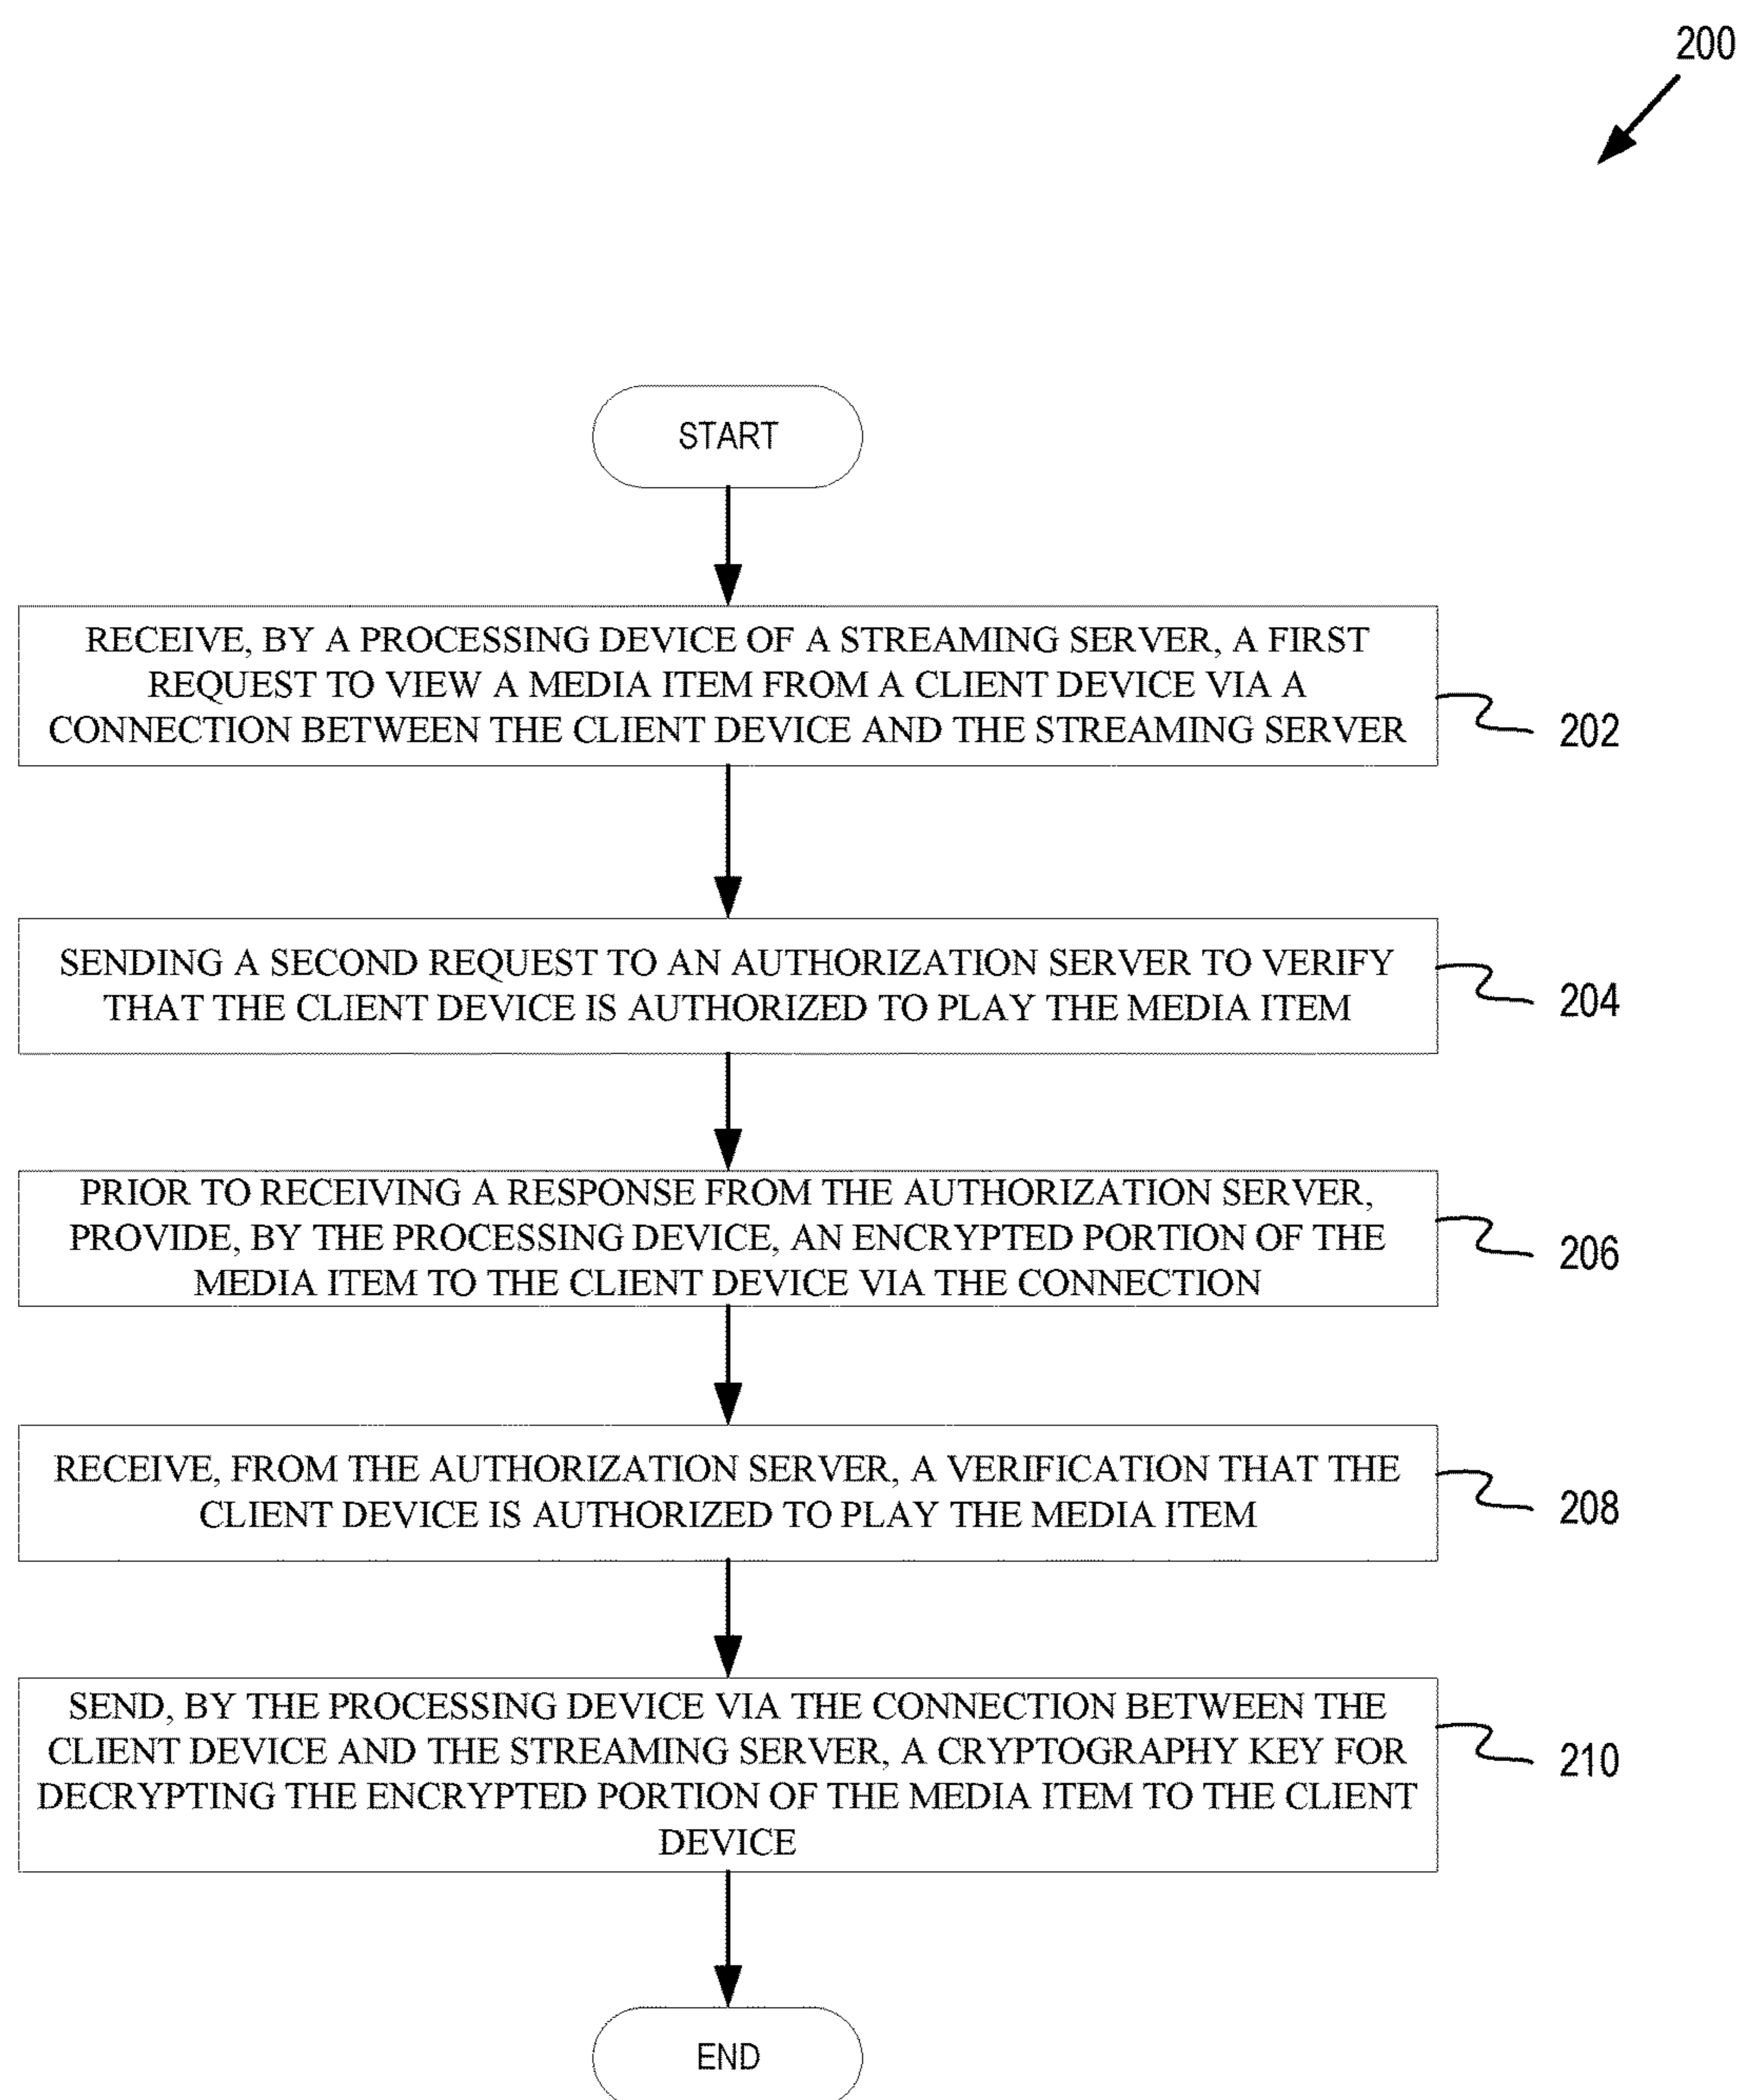 200
START
RECEIVE, BY A PROCESSING DEVICE OF A STREAMING SERVER, A FIRST
REQUEST TO VIEW A MEDIA ITEM FROM A CLIENT DEVICE VIA A
CONNECTION BETWEEN THE CLIENT DEVICE AND THE STREAMING SERVER
202
SENDING A SECOND REQUEST TO AN AUTHORIZATION SERVER TO VERIFY
THAT THE CLIENT DEVICE IS AUTHORIZED TO PLAY THE MEDIA ITEM
204
PRIOR TO RECEIVING A RESPONSE FROM THE AUTHORIZATION SERVER,
PROVIDE, BY THE PROCESSING DEVICE, AN ENCRYPTED PORTION OF THE
MEDIA ITEM TO THE CLIENT DEVICE VIA THE CONNECTION
206
RECEIVE, FROM THE AUTHORIZATION SERVER, A VERIFICATION THAT THE
CLIENT DEVICE IS AUTHORIZED TO PLAY THE MEDIA ITEM
208
SEND, BY THE PROCESSING DEVICE VIA THE CONNECTION BETWEEN THE
CLIENT DEVICE AND THE STREAMING SERVER, A CRYPTOGRAPHY KEY FOR
DECRYPTING THE ENCRYPTED PORTION OF THE MEDIA ITEM TO THE CLIENT
DEVICE
210
END